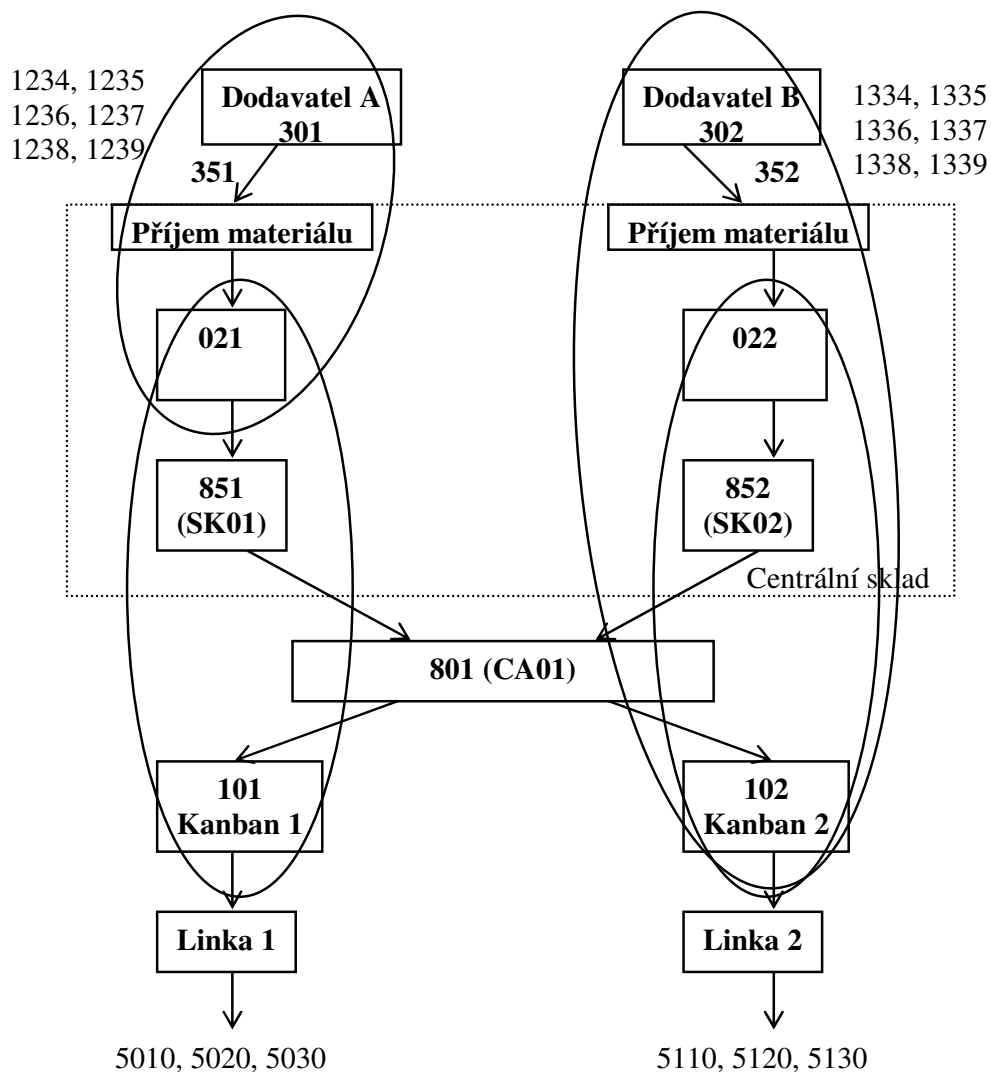 1234, 1235
1236, 1237
1238, 1239
Dodavatel A
301
Dodavatel B
302
1334, 1335
1336, 1337
1338, 1339
351
352
Příjem materiálu
Příjem materiálu
021
022
851
(SK01)
852
(SK02)
Centrální sklad
801 (CA01)
101
Kanban 1
102
Kanban 2
Linka 1
Linka 2
5010, 5020, 5030
5110, 5120, 5130